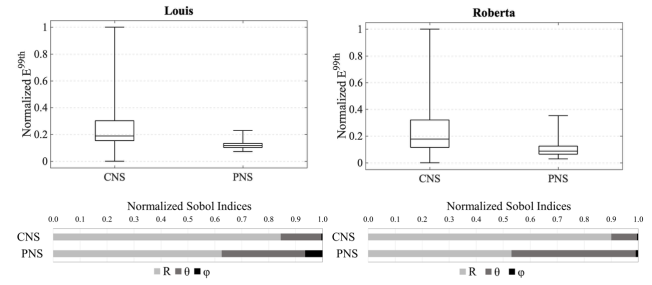 Louis
Normalized E99th
1
0.8
0.6
0.4
0.2
0
CNS PNS
Normalized Sobol Indices
0.0 0.1 0.2 0.3 0.4 0.5 0.6 0.7 0.8 0.9 1.0
CNS
PNS
R θ φ
Roberta
Normalized E99th
1
0.8
0.6
0.4
0.2
0
CNS PNS
Normalized Sobol Indices
0.0 0.1 0.2 0.3 0.4 0.5 0.6 0.7 0.8 0.9 1.0
CNS
PNS
R θ φ